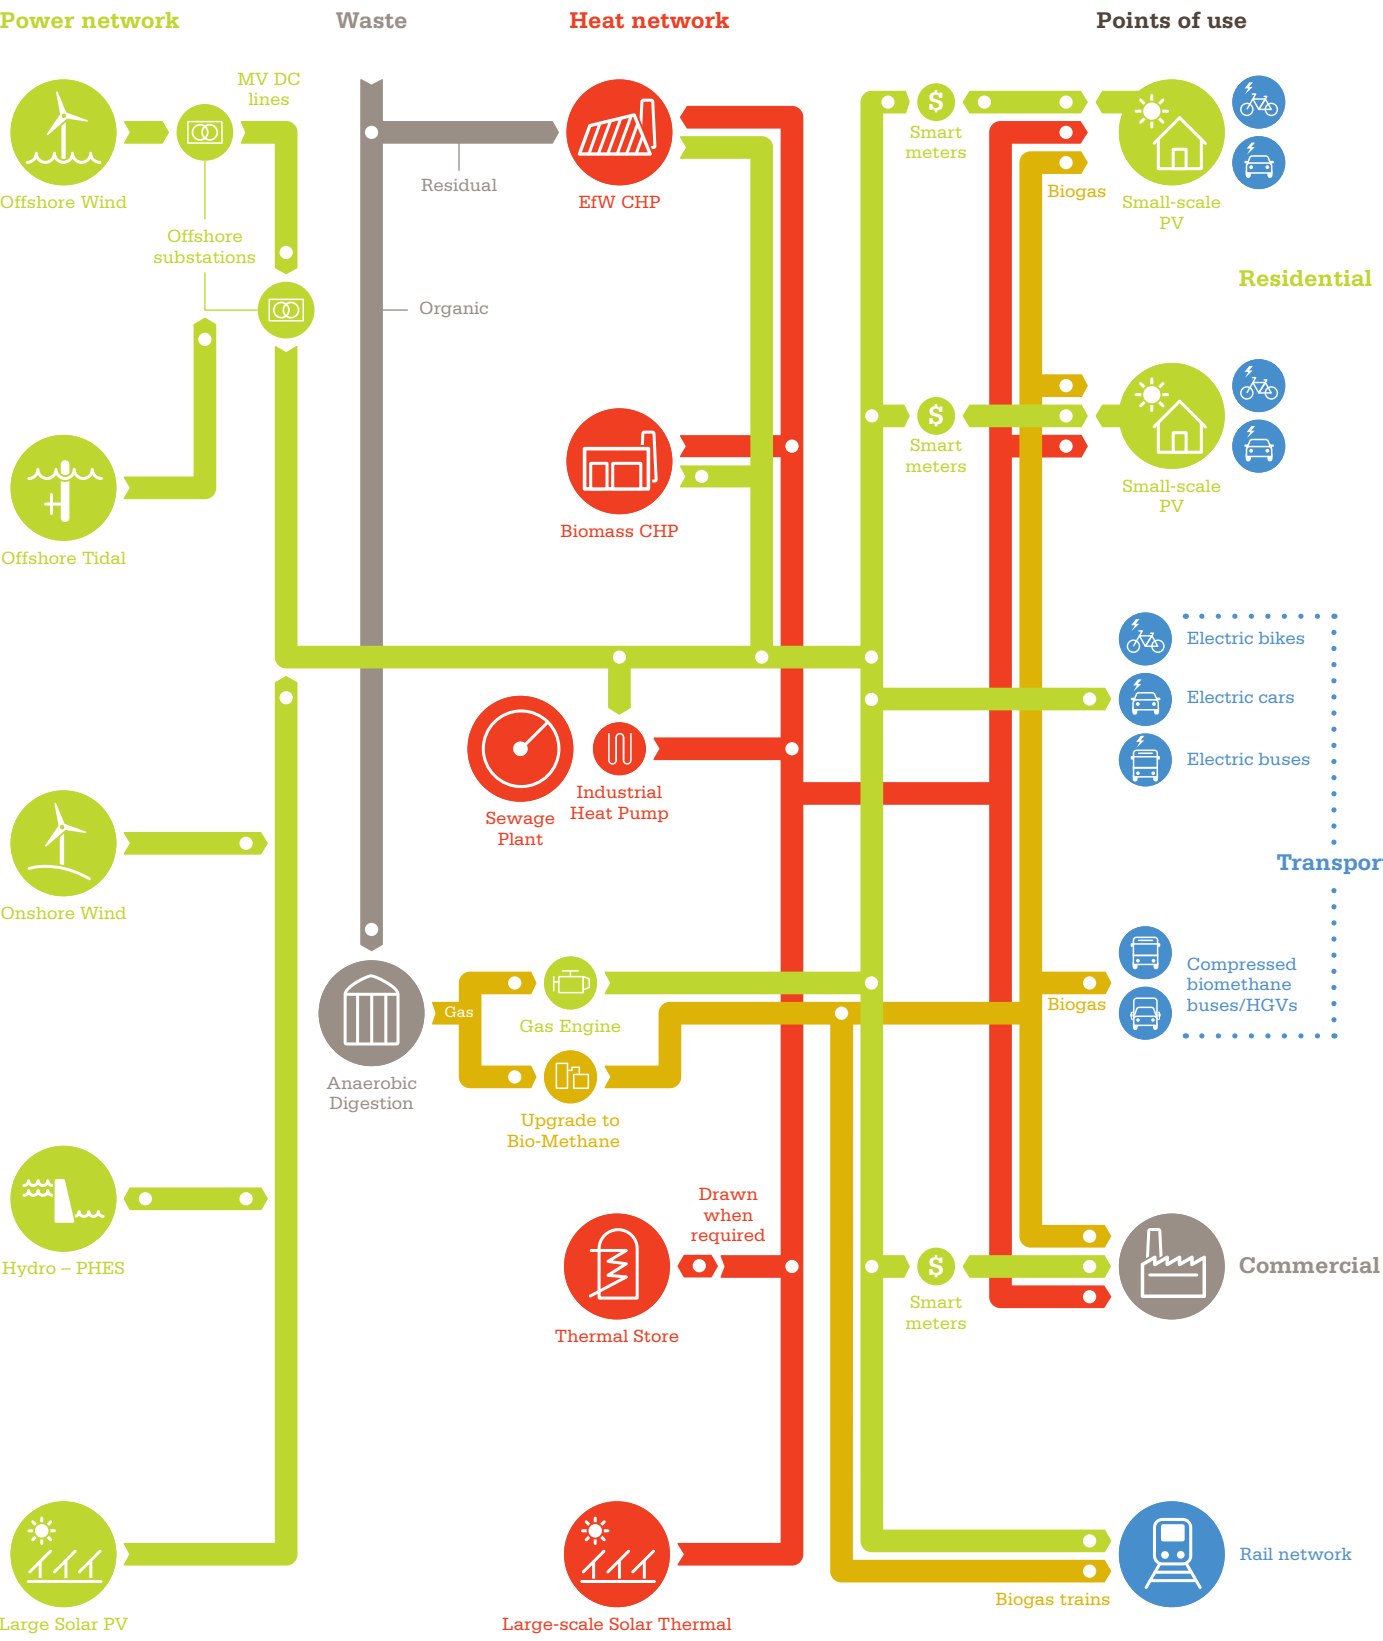 Power network
Waste
Heat network
Points of use
MV DC
lines
Offshore Wind
Offshore
substations
Residual
EfW CHP
$
Smart
meters
Biogas
Small-scale
PV
Residential
Organic
Offshore Tidal
Biomass CHP
$
Smart
meters
Small-scale
PV
Electric bikes
Electric cars
Electric buses
Sewage
Plant
Industrial
Heat Pump
Transpor
Onshore Wind
Gas
Gas Engine
Biogas
Compressed
biomethane
buses/HGVs
Anaerobic
Digestion
Upgrade to
Bio-Methane
Hydro – PHES
Drawn
when
required
Thermal Store
$
Smart
meters
Commercial
Large Solar PV
Large-scale Solar Thermal
Biogas trains
Rail network